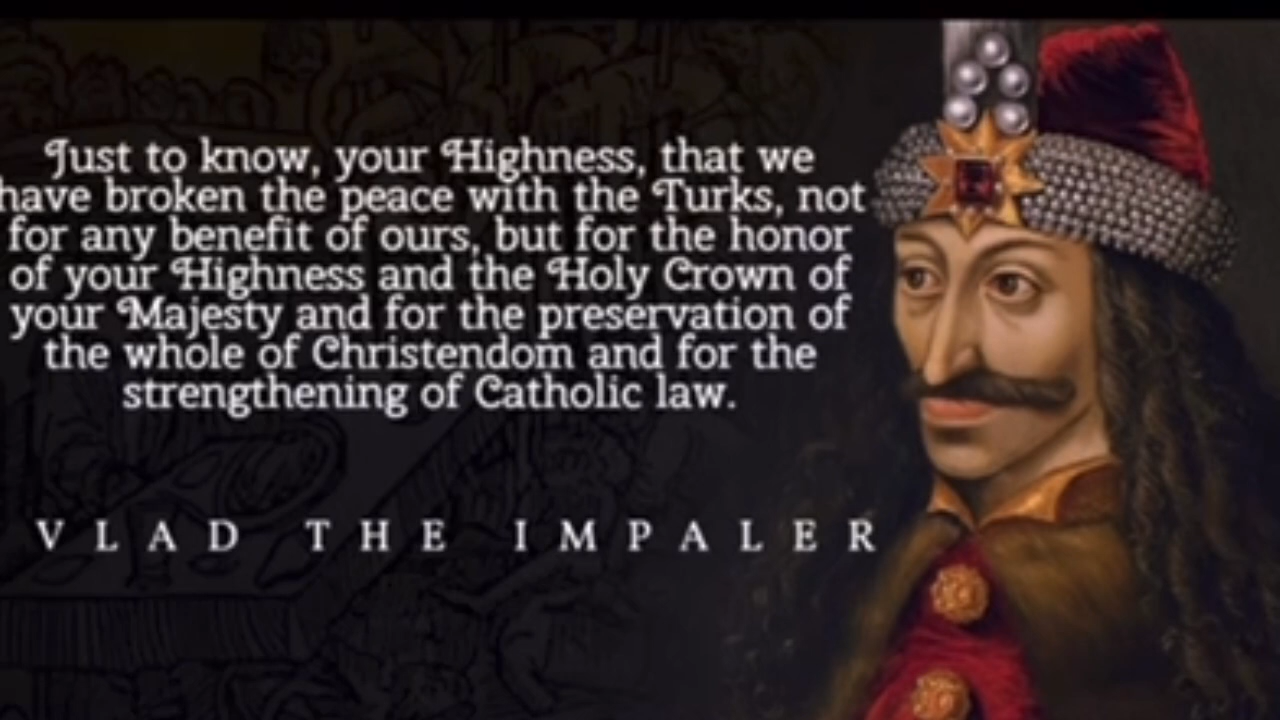 Just to know, your Highness, that we
have broken the peace with the Turks, not
for any benefit of ours, but for the honor
of your Highness and the Holy Crown of
your Majesty and for the preservation of
the whole of Christendom and for the
strengthening of Catholic law.
VLAD THE IMPALER